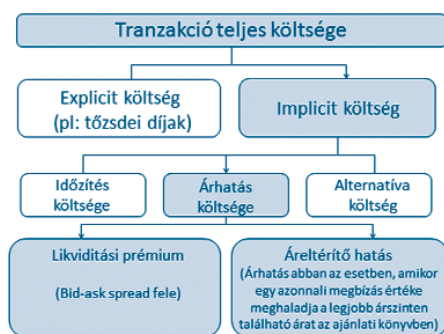 Tranzakció teljes költsége
Explicit költség
(pl: tőzsdei díjak)
Implicit költség
Időzítés
költsége
Árhatás
költsége
Alternatíva
költség
Likviditási prémium
(Bid-ask spread fele)
Áreltérítő hatás
(Árhatás abban az esetben, amikor
egy azonnali megbízás értéke
meghaladja a legjobb árszinten
található árat az ajánlati könyvben)